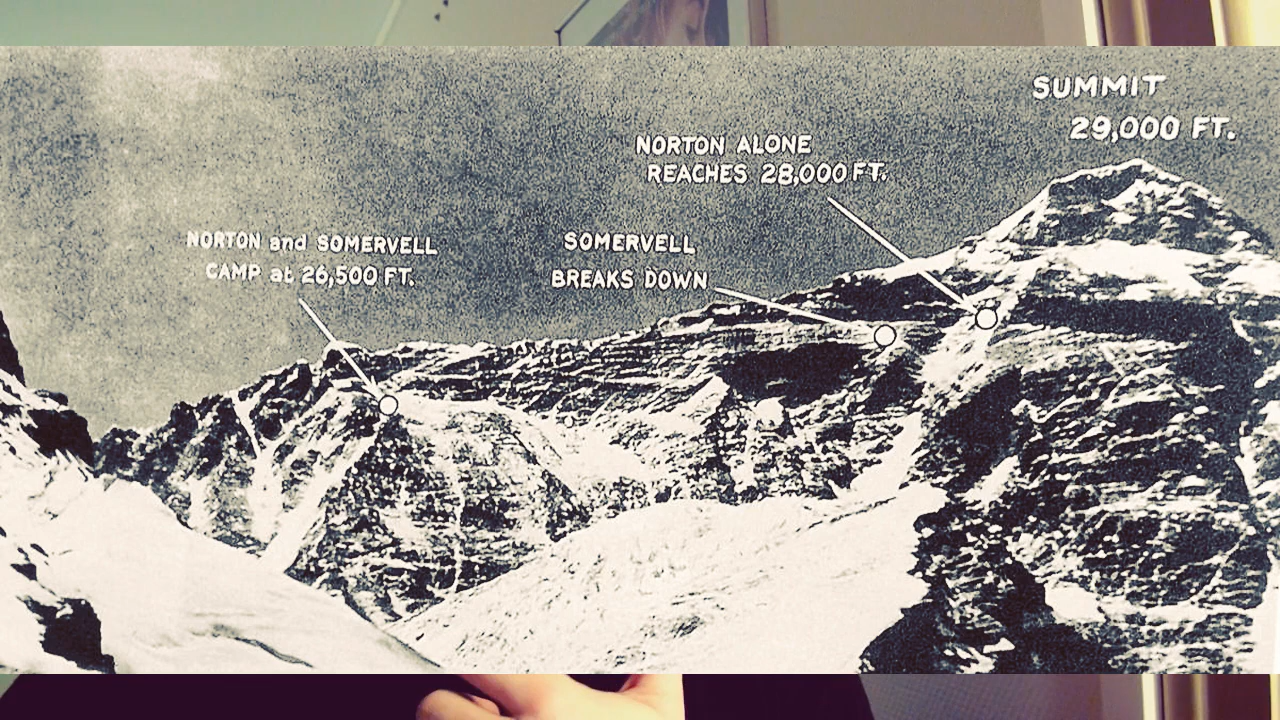 SUMMIT
29,000 FT.
NORTON ALONE
REACHES 28,000 FT.
SOMERVELL
BREAKS DOWN
NORTON and SOMERVELL
CAMP at 26,500 FT.